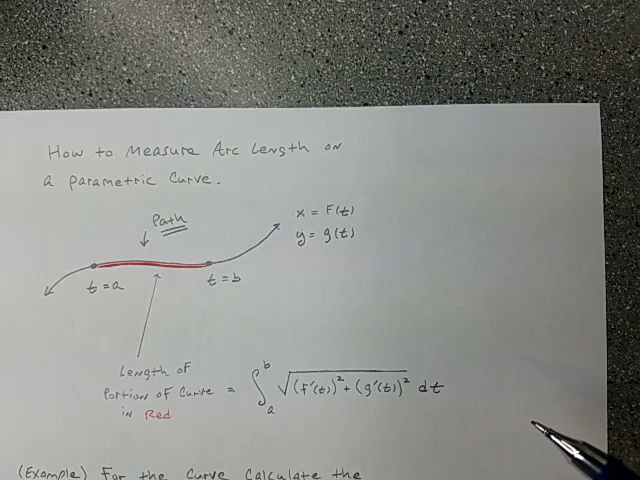 How to Measure Arc Length on
a parametric Curve.
Path
x = F(t)
y = g(t)
t = a
t = b
Length of
Portion of Curve = ∫ₐᵇ √(f'(t))² + (g'(t))² dt
in Red
(Example) For the Curve Calculate the